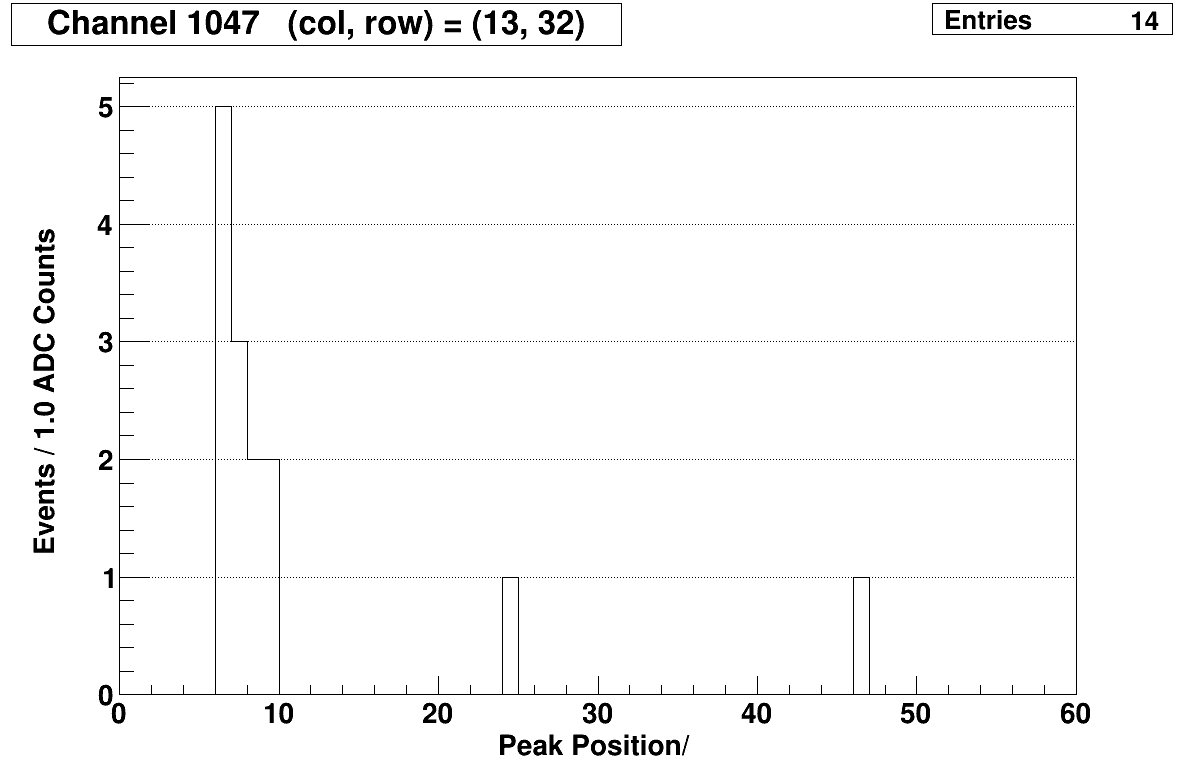 Channel 1047 (col, row) = (13, 32)
Entries 14
Events / 1.0 ADC Counts
5
4
3
2
1
0
0 10 20 30 40 50 60
Peak Position/